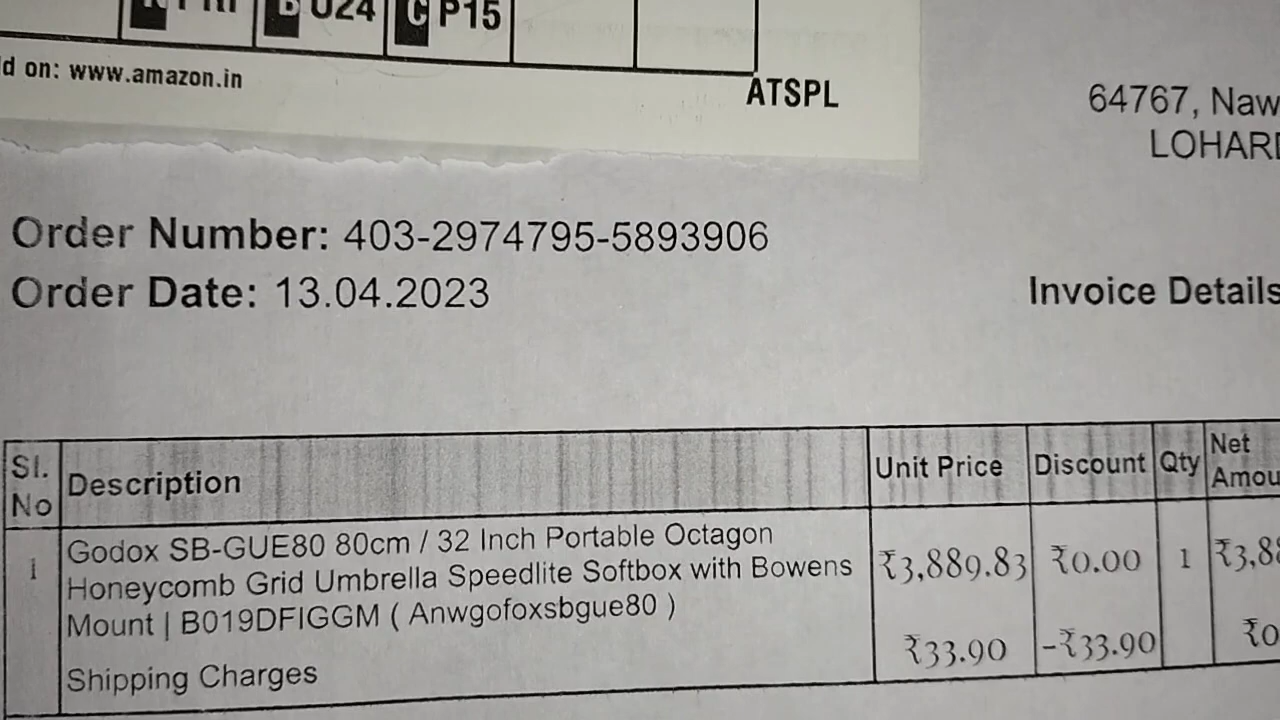 B U24 C P15
d on: www.amazon.in
ATSPL
64767, Naw
LOHARD
Order Number: 403-2974795-5893906
Order Date: 13.04.2023
Invoice Details
Sl. No Description Unit Price Discount Qty Net Amou
1 Godox SB-GUE80 80cm / 32 Inch Portable Octagon ₹3,889.83 ₹0.00 1 ₹3,88
Honeycomb Grid Umbrella Speedlite Softbox with Bowens
Mount | B019DFIGGM ( Anwgofoxsbgue80 )
Shipping Charges ₹33.90 -₹33.90 ₹0